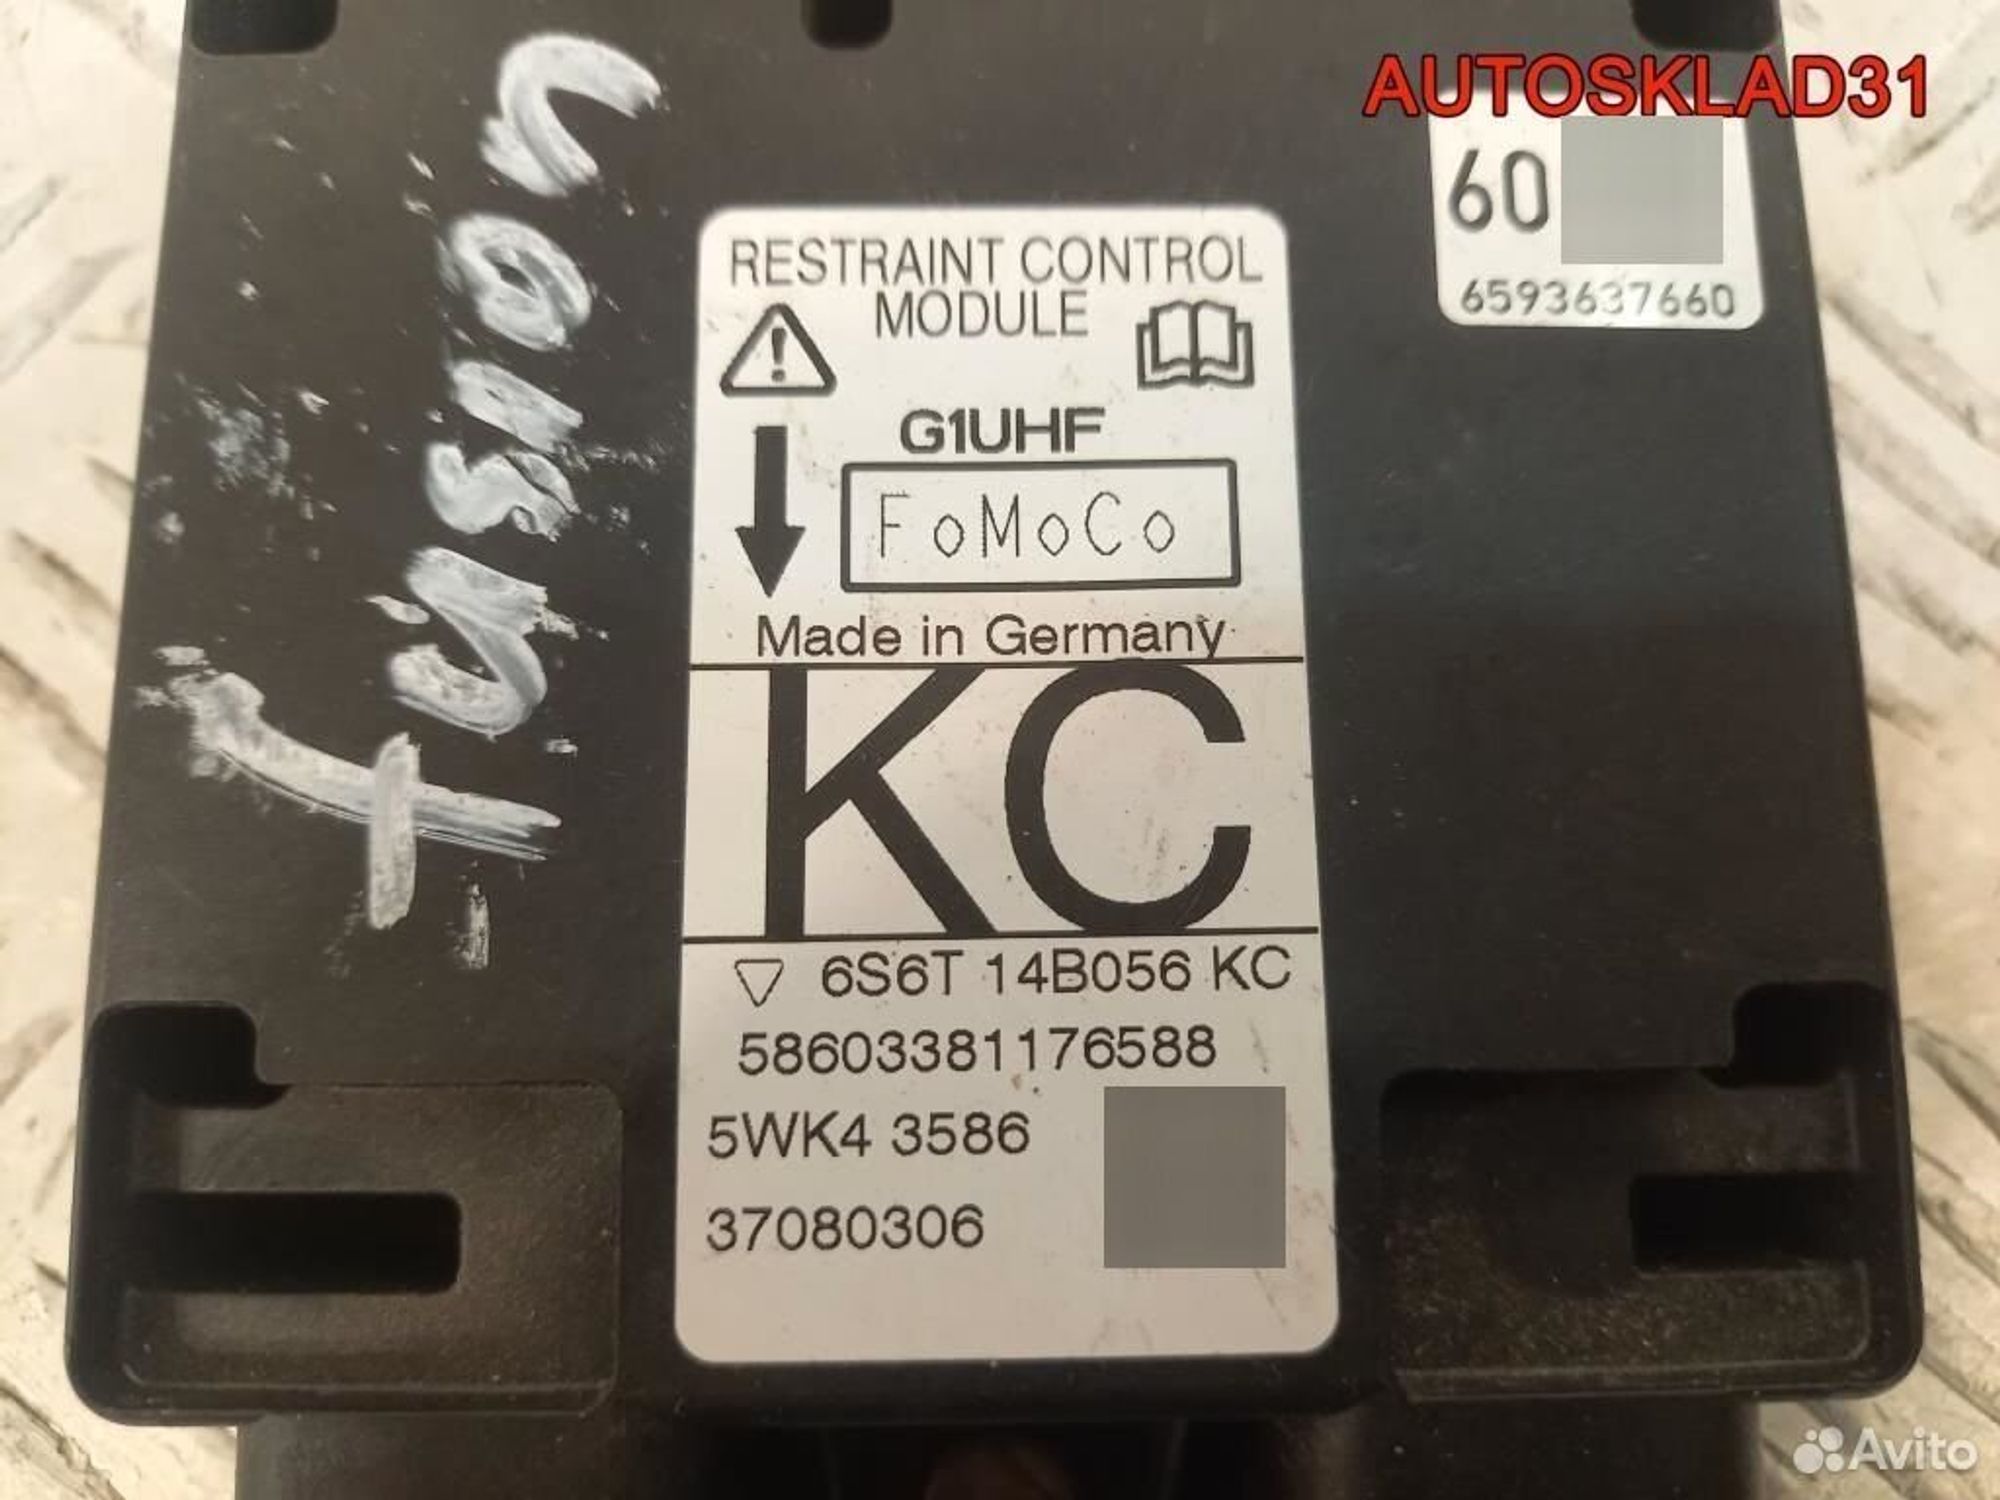 AUTOSKLAD31
60
6593637660
RESTRAINT CONTROL
MODULE
G1UHF
FoMoCo
Made in Germany
KC
6S6T 14B056 KC
58603381176588
5WK4 3586
37080306
Fusion
Avito